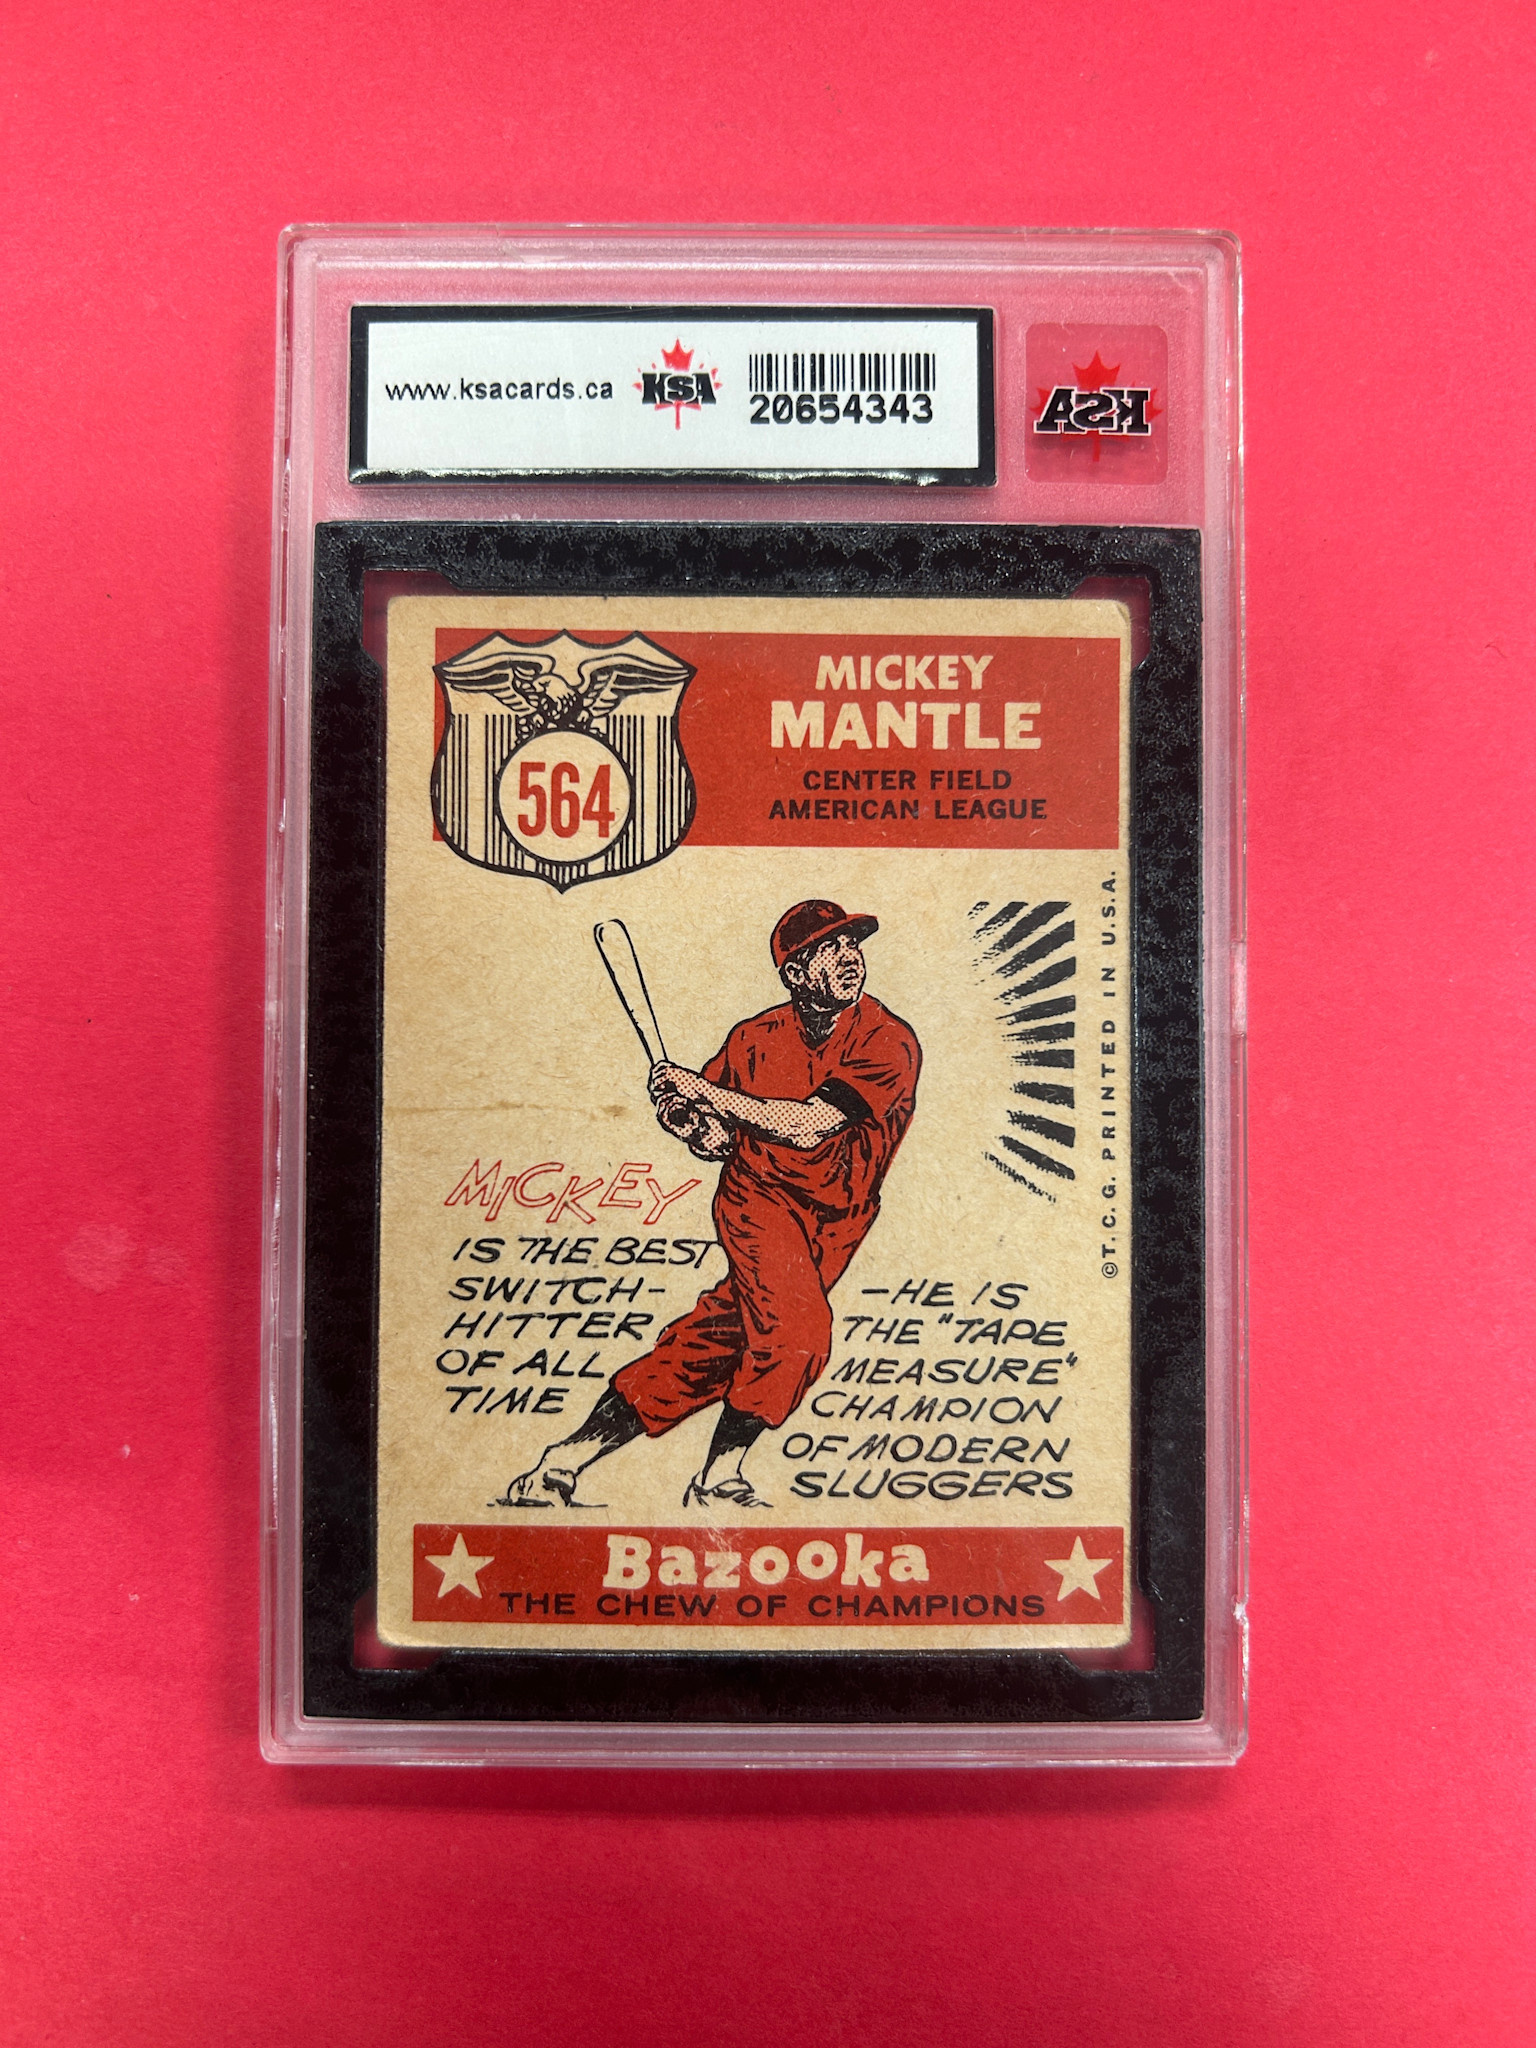 www.ksacards.ca
KSA
20654343
KSA
564
MICKEY
MANTLE
CENTER FIELD
AMERICAN LEAGUE
©T.C.G. PRINTED IN U.S.A.
MICKEY
IS THE BEST
SWITCH-
HITTER
OF ALL
TIME
-HE IS
THE "TAPE
MEASURE"
CHAMPION
OF MODERN
SLUGGERS
Bazooka
THE CHEW OF CHAMPIONS